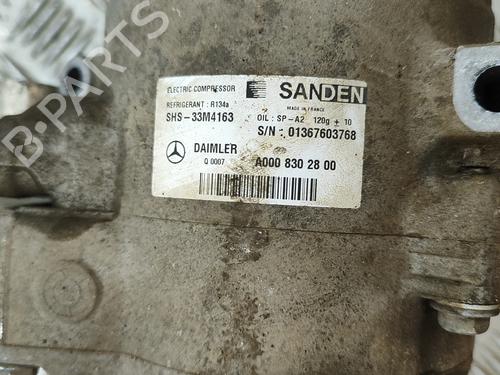 B-PARTS
ELECTRIC COMPRESSOR
SANDEN
MADE IN FRANCE
REFRIGERANT : R134a
SHS-33M4163
OIL : SP-A2 120g ± 10
S/N : 01367603768
DAIMLER
Q 0007
A000 830 28 00